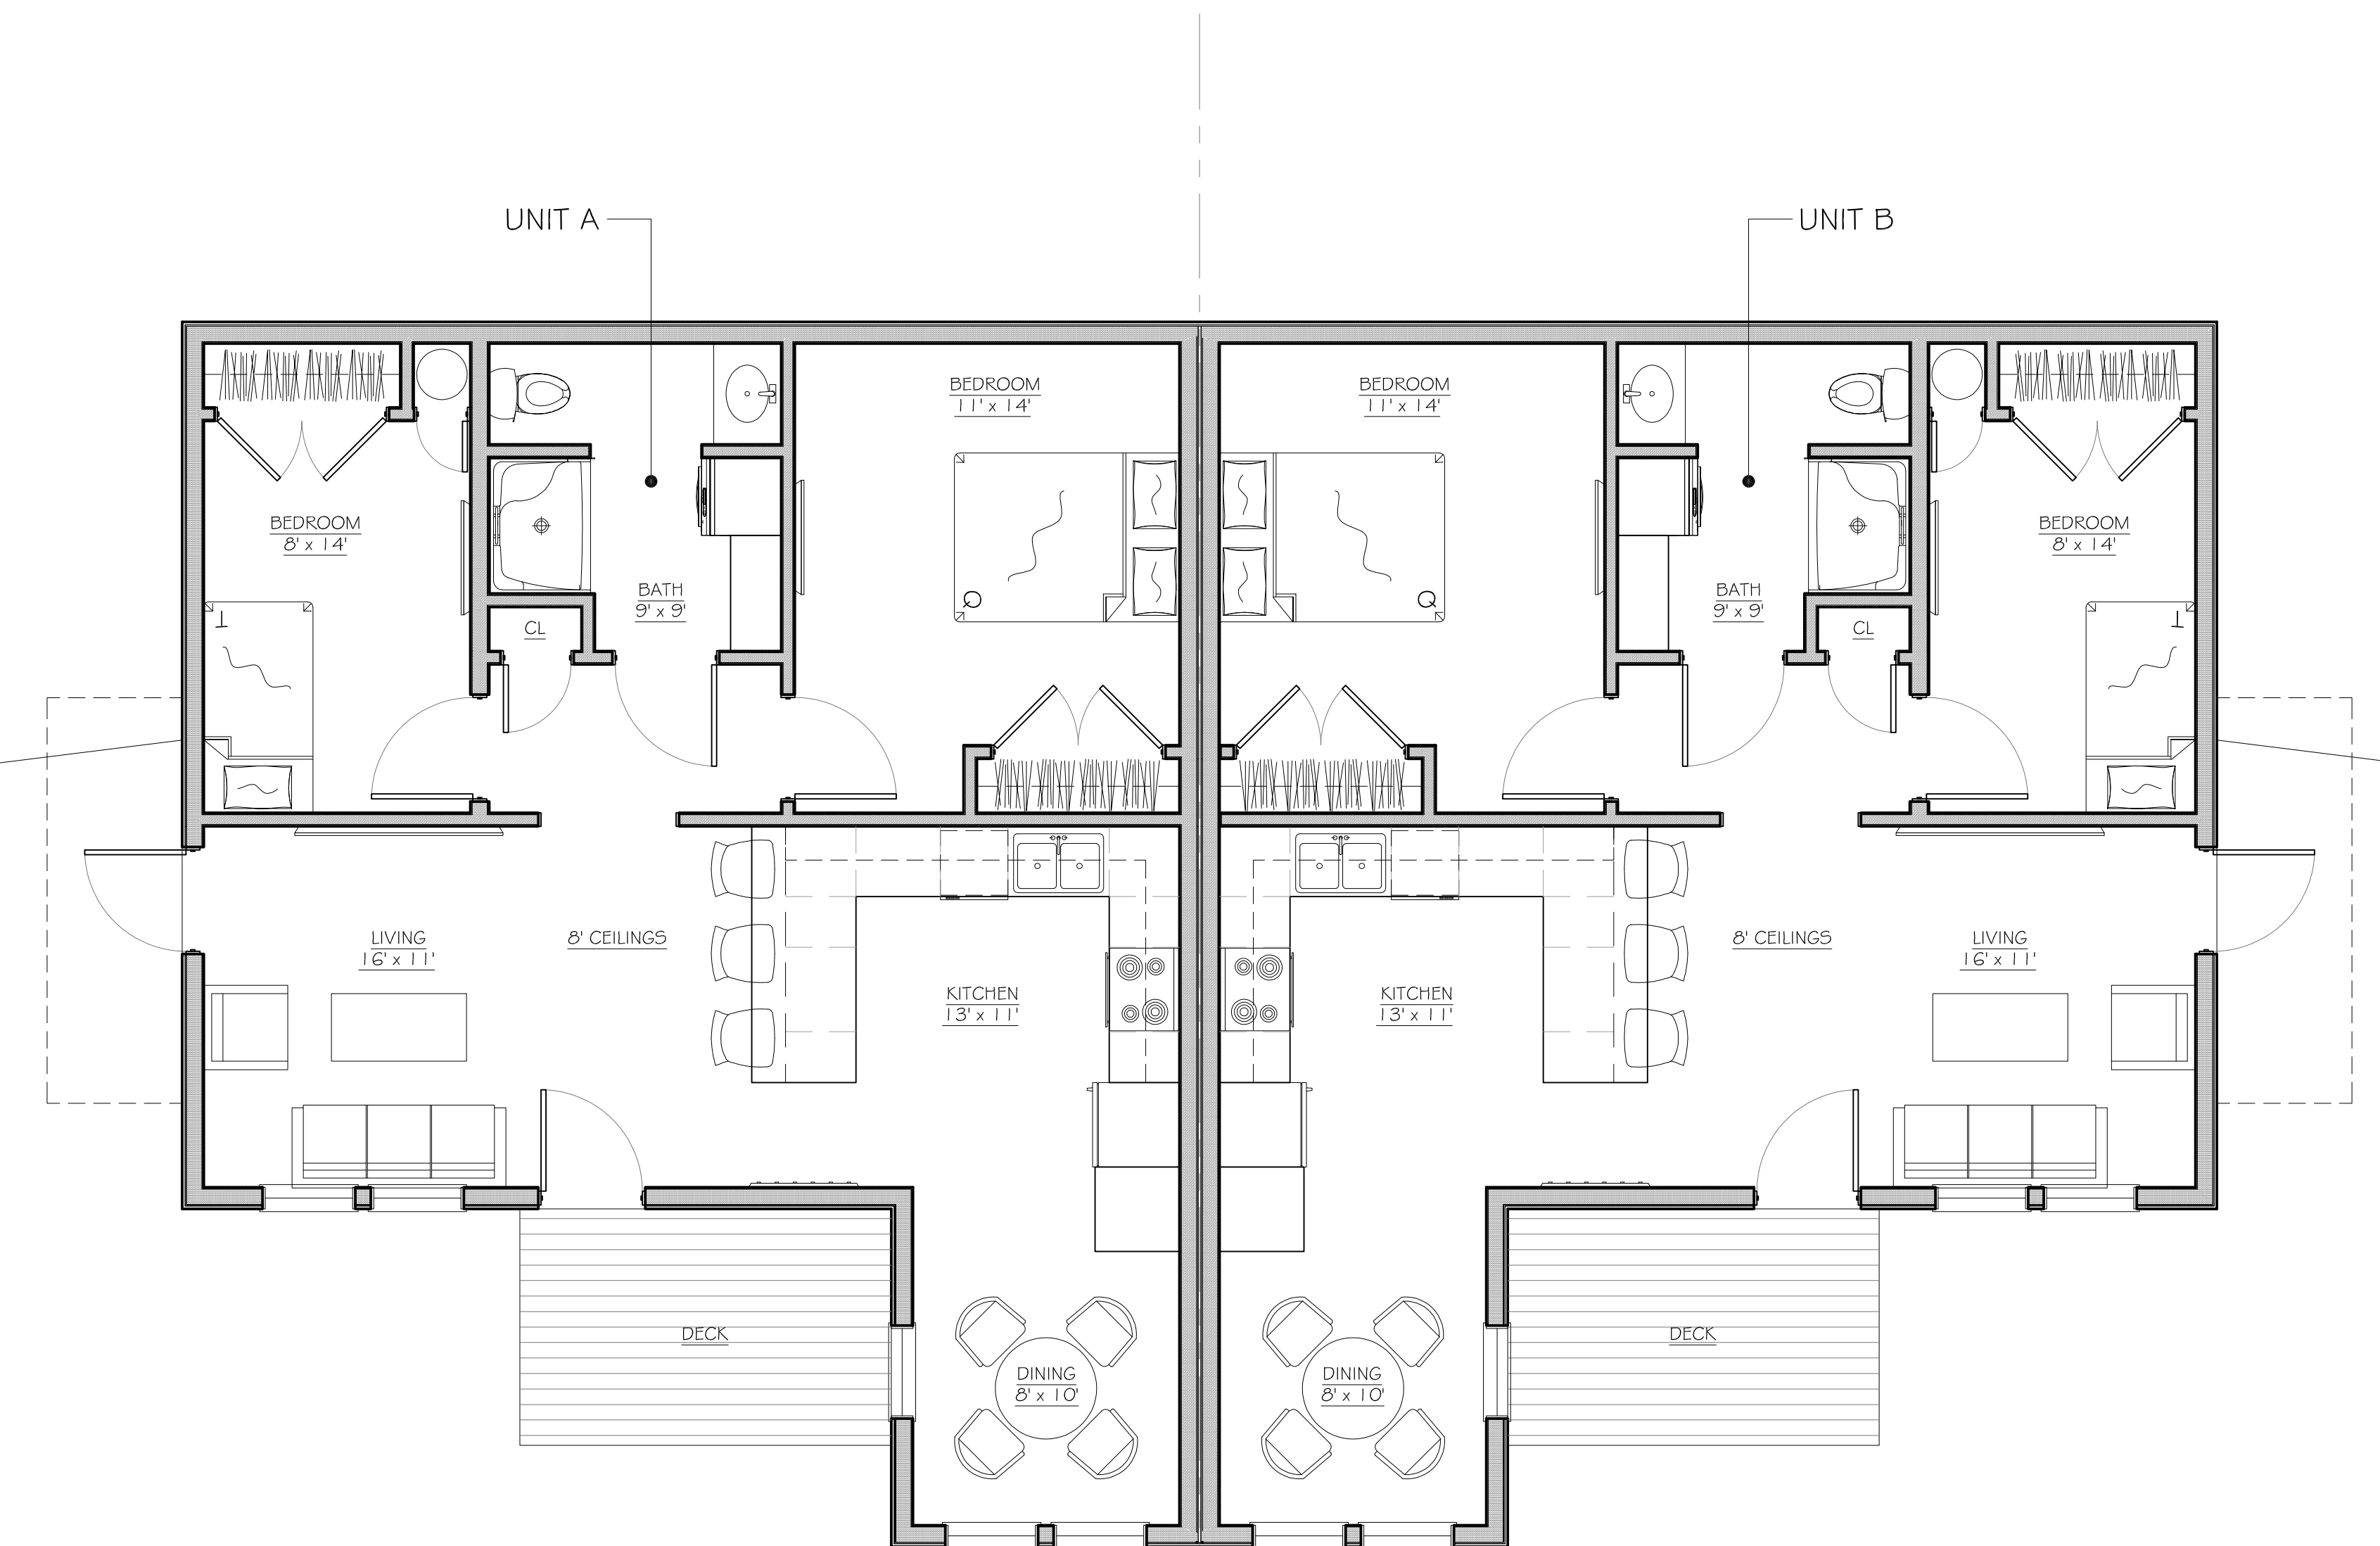 UNIT A
UNIT B
BEDROOM
11' x 14'
BEDROOM
11' x 14'
BEDROOM
8' x 14'
BEDROOM
8' x 14'
BATH
9' x 9'
BATH
9' x 9'
Q
Q
T
CL
CL
T
LIVING
16' x 11'
8' CEILINGS
8' CEILINGS
LIVING
16' x 11'
KITCHEN
13' x 11'
KITCHEN
13' x 11'
DECK
DECK
DINING
8' x 10'
DINING
8' x 10'